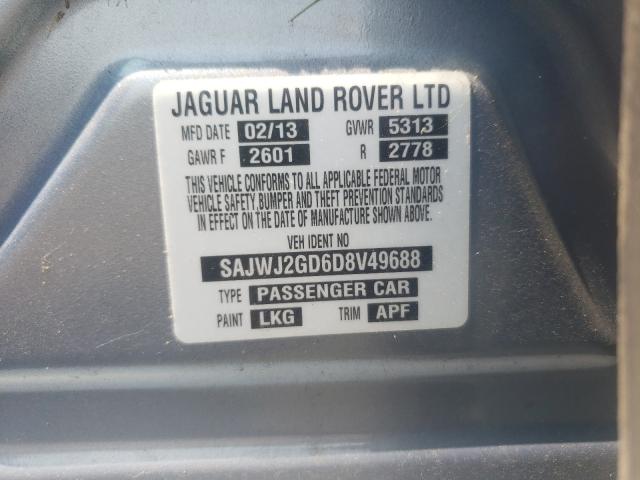 JAGUAR LAND ROVER LTD
MFD DATE 02/13 GVWR 5313
GAWR F 2601 R 2778
THIS VEHICLE CONFORMS TO ALL APPLICABLE FEDERAL MOTOR
VEHICLE SAFETY,BUMPER AND THEFT PREVENTION STANDARDS
IN EFFECT ON THE DATE OF MANUFACTURE SHOWN ABOVE.
VEH IDENT NO
SAJWJ2GD6D8V49688
TYPE PASSENGER CAR
PAINT LKG TRIM APF